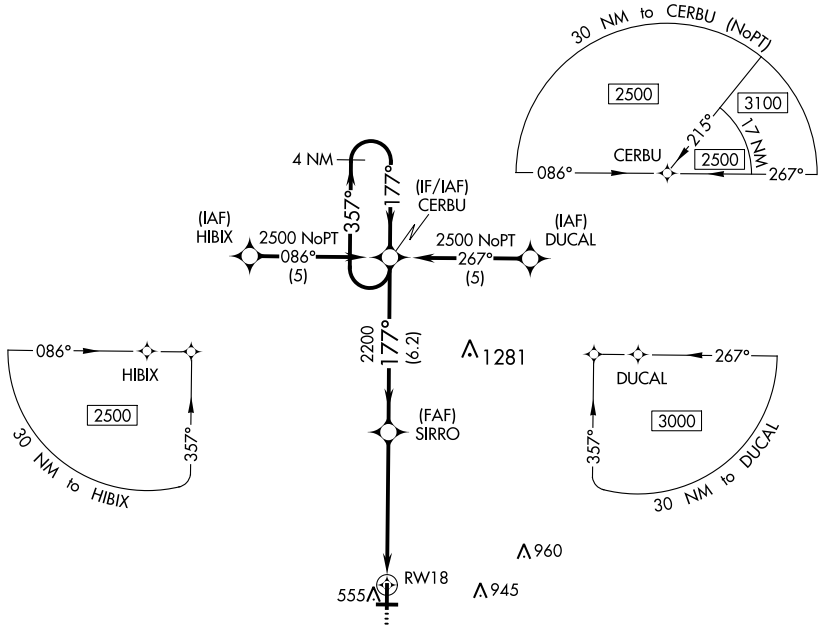 30 NM to CERBU (NoPT)
2500
3100
215°
17 NM
CERBU
2500
086°
267°
4 NM
357°
177°
(IF/IAF)
CERBU
(IAF)
HIBIX
2500 NoPT
086°
(5)
2500 NoPT
267°
(5)
(IAF)
DUCAL
2200
177°
(6.2)
1281
086°
HIBIX
2500
357°
30 NM to HIBIX
DUCAL
267°
3000
357°
30 NM to DUCAL
(FAF)
SIRRO
960
RW18
555
945